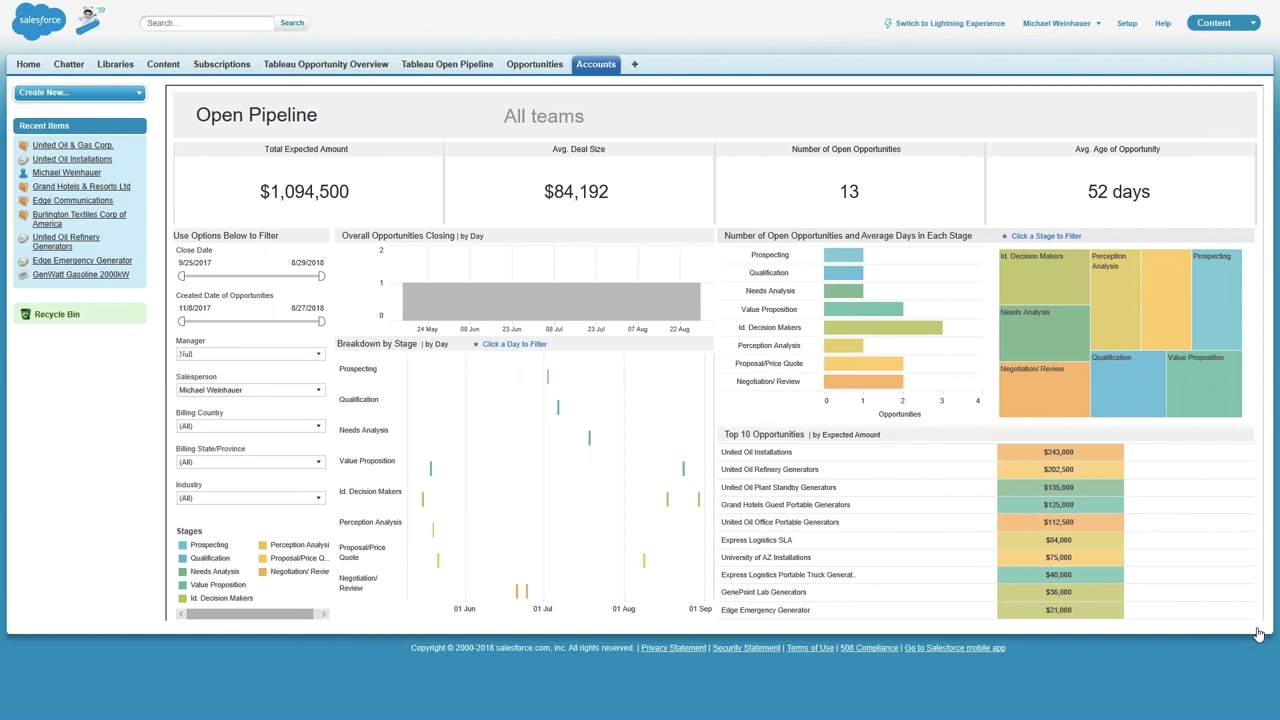 salesforce
'19
Search...
Search
Switch to Lightning Experience
Michael Weinhauer
Setup
Help
Content
Home
Chatter
Libraries
Content
Subscriptions
Tableau Opportunity Overview
Tableau Open Pipeline
Opportunities
Accounts
+
Create New...
Recent Items
United Oil & Gas Corp.
United Oil Installations
Michael Weinhauer
Grand Hotels & Resorts Ltd
Edge Communications
Burlington Textiles Corp of
America
United Oil Refinery
Generators
Edge Emergency Generator
GenWatt Gasoline 2000kW
Recycle Bin
Open Pipeline
All teams
Total Expected Amount
$1,094,500
Avg. Deal Size
$84,192
Number of Open Opportunities
13
Avg. Age of Opportunity
52 days
Use Options Below to Filter
Close Date
9/25/2017
8/29/2018
Created Date of Opportunities
11/8/2017
8/27/2018
Manager
Null
Salesperson
Michael Weinhauer
Billing Country
(All)
Billing State/Province
(All)
Industry
(All)
Stages
Prospecting
Qualification
Needs Analysis
Value Proposition
Id. Decision Makers
Perception Analysi
Proposal/Price Q...
Negotiation/ Revie
Overall Opportunities Closing | by Day
2
1
0
24 May
08 Jun
23 Jun
08 Jul
23 Jul
07 Aug
22 Aug
Breakdown by Stage | by Day
★ Click a Day to Filter
Prospecting
Qualification
Needs Analysis
Value Proposition
Id. Decision Makers
Perception Analysis
Proposal/Price
Quote
Negotiation/
Review
01 Jun
01 Jul
01 Aug
01 Sep
Number of Open Opportunities and Average Days in Each Stage
★ Click a Stage to Filter
Prospecting
Qualification
Needs Analysis
Value Proposition
Id. Decision Makers
Perception Analysis
Proposal/Price Quote
Negotiation/ Review
0
1
2
3
4
Opportunities
Id. Decision Makers
Perception
Analysis
Prospecting
Needs Analysis
Negotiation/ Review
Qualification
Value Proposition
Top 10 Opportunities | by Expected Amount
United Oil Installations
$243,000
United Oil Refinery Generators
$202,500
United Oil Plant Standby Generators
$135,000
Grand Hotels Guest Portable Generators
$125,000
United Oil Office Portable Generators
$112,500
Express Logistics SLA
$84,000
University of AZ Installations
$75,000
Express Logistics Portable Truck Generat..
$40,000
GenePoint Lab Generators
$36,000
Edge Emergency Generator
$21,000
Copyright © 2000-2018 salesforce.com, inc. All rights reserved. | Privacy Statement | Security Statement | Terms of Use | 508 Compliance | Go to Salesforce mobile app